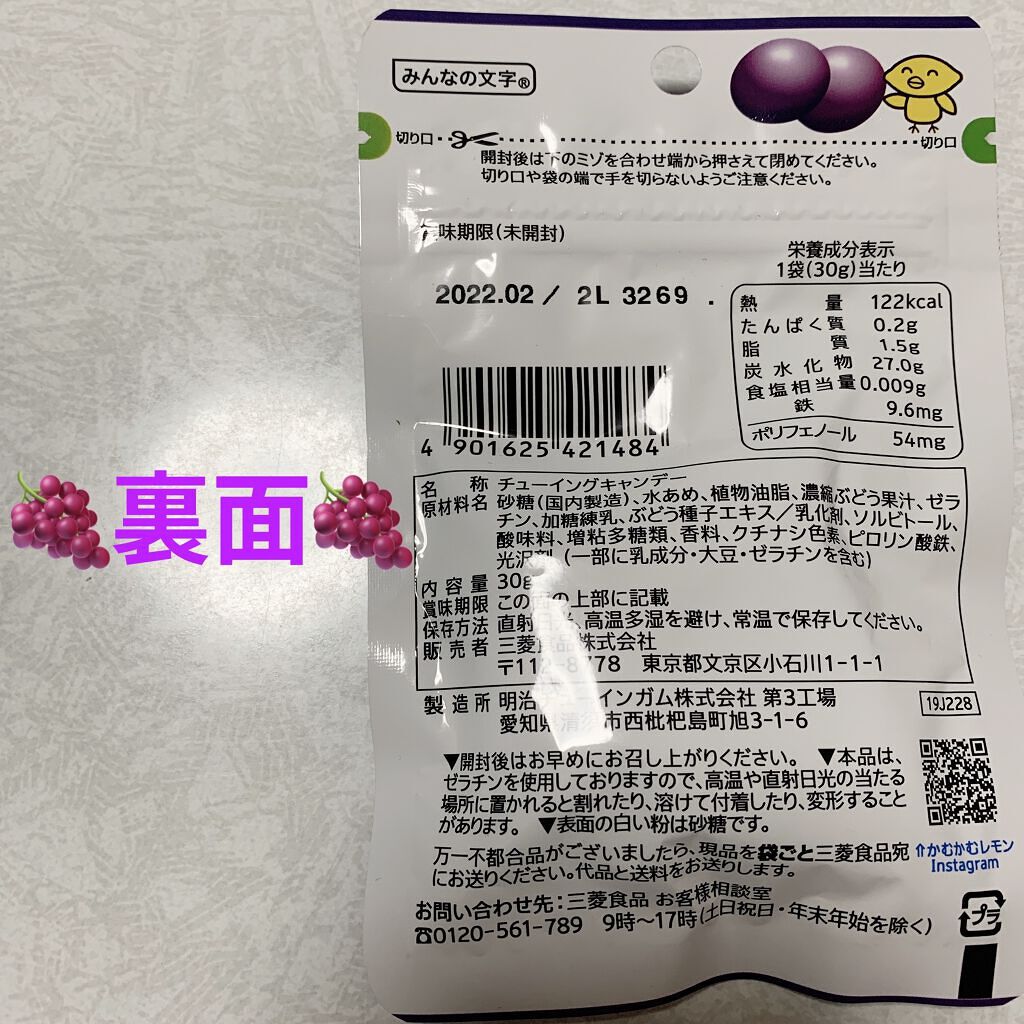 みんなの文字®
切り口
切り口
開封後は下のミゾを合わせ端から押さえて閉めてください。
切り口や袋の端で手を切らないようご注意ください。
味期限(未開封)
2022.02 / 2L 3269 .
栄養成分表示
1袋(30g)当たり
熱量 122kcal
たんぱく質 0.2g
脂質 1.5g
炭水化物 27.0g
食塩相当量 0.009g
鉄 9.6mg
ポリフェノール 54mg
4 901625 421484
裏面
名称 チューイングキャンデー
原材料名 砂糖(国内製造)、水あめ、植物油脂、濃縮ぶどう果汁、ゼラ
チン、加糖練乳、ぶどう種子エキス/乳化剤、ソルビトール、
酸味料、増粘多糖類、香料、クチナシ色素、ピロリン酸鉄、
光沢剤 (一部に乳成分・大豆・ゼラチンを含む)
内容量 30g
賞味期限 この面の上部に記載
保存方法 直射日光、高温多湿を避け、常温で保存してください。
販売者 三菱食品株式会社
〒112-8778 東京都文京区小石川1-1-1
製造所 明治 インガム株式会社 第3工場
愛知県清須市西枇杷島町旭3-1-6
19J228
▼開封後はお早めにお召し上がりください。 ▼本品は、
ゼラチンを使用しておりますので、高温や直射日光の当たる
場所に置かれると割れたり、溶けて付着したり、変形すること
があります。 ▼表面の白い粉は砂糖です。
⇑かむかむレモン
Instagram
万一不都合品がございましたら、現品を袋ごと三菱食品宛
にお送りください。代品と送料をお送りします。
お問い合わせ先:三菱食品 お客様相談室
☎0120-561-789 9時〜17時(土日祝日・年末年始を除く)
プラ